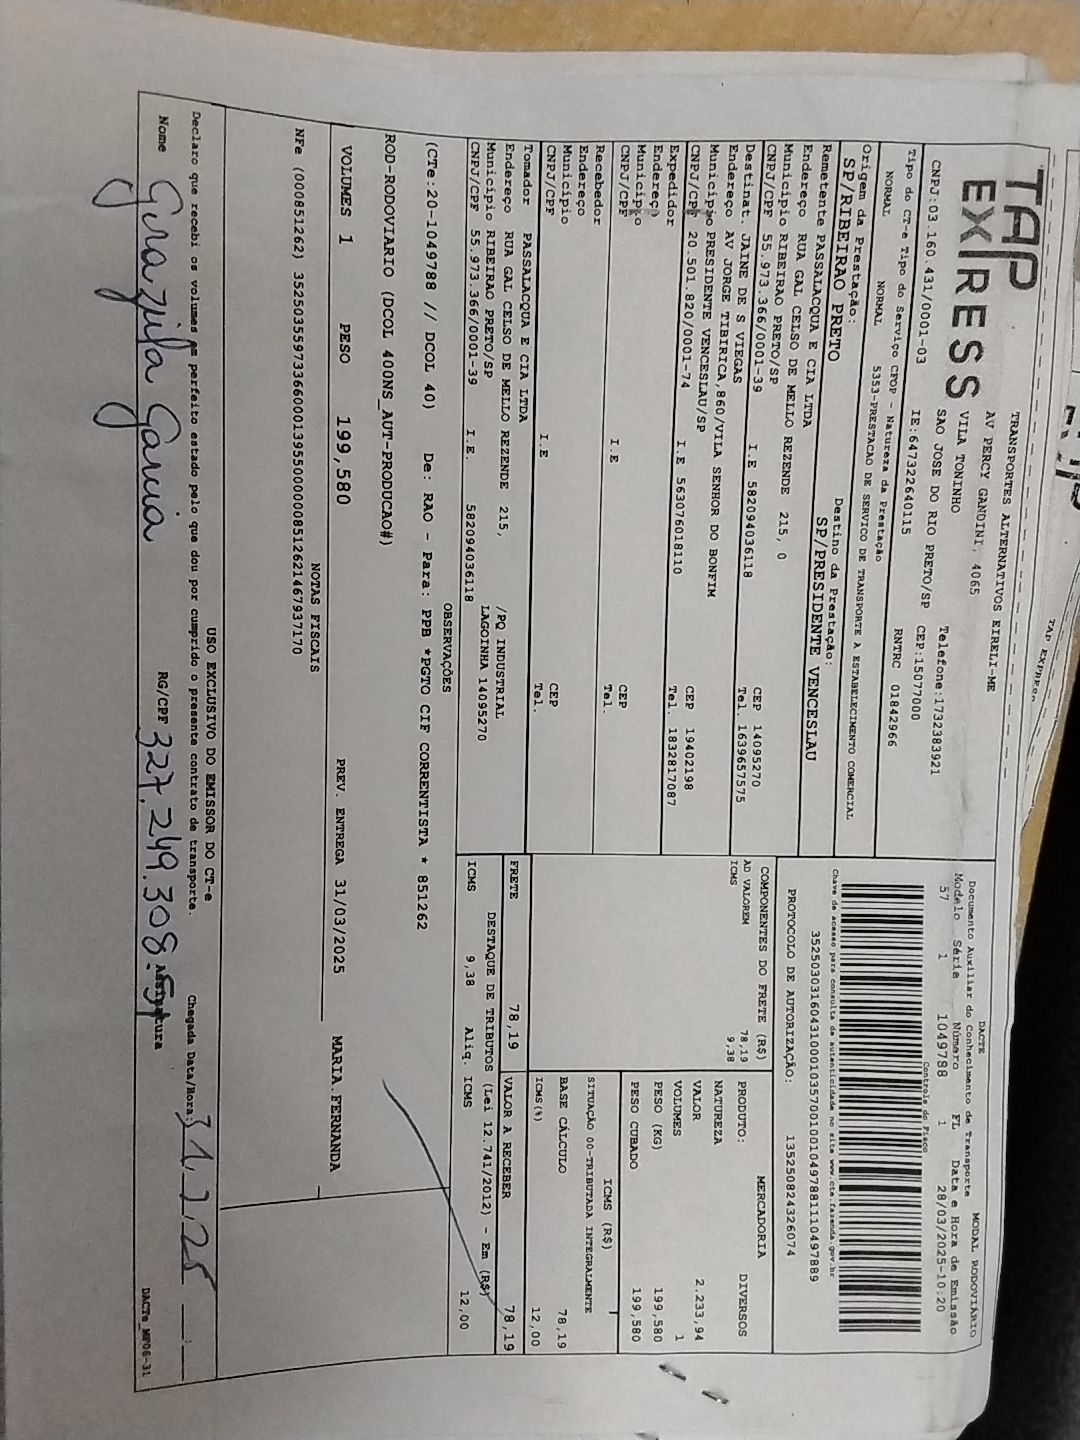 TAP
EXPRESS
TRANSPORTES ALTERNATIVOS EIRELI-ME
AV PERCY GANDINI, 4065
VILA TONINHO
SAO JOSE DO RIO PRETO/SP CEP:15077000
CNPJ:03.160.431/0001-03 IE:647322640115 Telefone:1732383921
RNTRC 01842966
Tipo do CT-e Tipo do Serviço CFOP - Natureza da Prestação
NORMAL NORMAL 5353-PRESTACAO DE SERVIÇO DE TRANSPORTE A ESTABELECIMENTO COMERCIAL
Origem da Prestação: Destino da Prestação:
SP/RIBEIRAO PRETO SP/PRESIDENTE VENCESLAU
DACTE MODAL RODOVIÁRIO
Documento Auxiliar do Conhecimento de Transporte
Modelo Série Número FL Data e Hora de Emissão
57 1 1049788 1 28/03/2025-10:20
Controle do Fisco
Chave de acesso para consulta de autenticidade no site www.cte.fazenda.gov.br
35250303160431000103570010010497881110497889
PROTOCOLO DE AUTORIZAÇÃO: 135250824326074
Remetente PASSALACQUA E CIA LTDA
Endereço RUA GAL CELSO DE MELLO REZENDE 215, 0
Município RIBEIRAO PRETO/SP CEP 14095270
CNPJ/CPF 55.973.366/0001-39 I.E 582094036118 Tel. 1639657575
Destinat. JAINE DE S VIEGAS
Endereço AV JORGE TIBIRICA,860/VILA SENHOR DO BONFIM
Município PRESIDENTE VENCESLAU/SP CEP 19402198
CNPJ/CPF 20.501.820/0001-74 I.E 563076018110 Tel. 1832817087
Expedidor
Endereço
Município CEP
CNPJ/CPF I.E Tel.
Recebedor
Endereço
Município CEP
CNPJ/CPF I.E Tel.
Tomador PASSALACQUA E CIA LTDA
Endereço RUA GAL CELSO DE MELLO REZENDE 215, /PQ INDUSTRIAL
Município RIBEIRAO PRETO/SP LAGOINHA 14095270
CNPJ/CPF 55.973.366/0001-39 I.E. 582094036118
COMPONENTES DO FRETE (R$)
AD VALOREM 78,19
ICMS 9,38
PRODUTO: MERCADORIA
NATUREZA DIVERSOS
VALOR 2.233,94
VOLUMES 1
PESO (KG) 199,580
PESO CUBADO 199,580
ICMS (R$)
SITUAÇÃO 00-TRIBUTADA INTEGRALMENTE
BASE CÁLCULO 78,19
ICMS(%) 12,00
FRETE 78,19 VALOR A RECEBER 78,19
DESTAQUE DE TRIBUTOS (Lei 12.741/2012) - Em (R$)
ICMS 9,38 Aliq. ICMS 12,00
OBSERVAÇÕES
(CTe:20-1049788 // DCOL 40) De: RAO - Para: PPB *PGTO CIF CORRENTISTA * 851262
ROD-RODOVIARIO (DCOL 400NS_AUT-PRODUCAO#)
VOLUMES 1 PESO 199,580 PREV. ENTREGA 31/03/2025 MARIA.FERNANDA
NOTAS FISCAIS
NFe (000851262) 35250355973366000139550000008512621467937170
USO EXCLUSIVO DO EMISSOR DO CT-e
Declaro que recebi os volumes em perfeito estado pelo que dou por cumprido o presente contrato de transporte.
Chegada Data/Hora:
Nome RG/CPF 327.249.308.51 Assinatura
DACTe_MP06-31
TAP EXPRESS